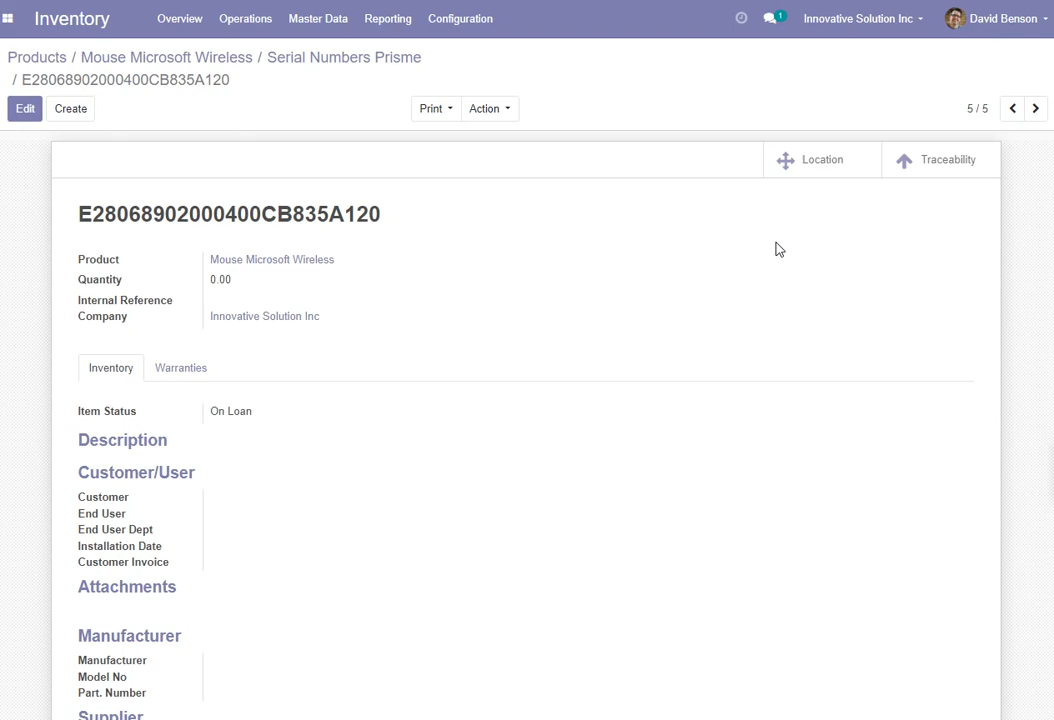 Inventory Overview Operations Master Data Reporting Configuration 1 Innovative Solution Inc David Benson
Products / Mouse Microsoft Wireless / Serial Numbers Prisme
/ E28068902000400CB835A120
Edit Create Print Action 5 / 5
Location Traceability
E28068902000400CB835A120
Product Mouse Microsoft Wireless
Quantity 0.00
Internal Reference
Company Innovative Solution Inc
Inventory Warranties
Item Status On Loan
Description
Customer/User
Customer
End User
End User Dept
Installation Date
Customer Invoice
Attachments
Manufacturer
Manufacturer
Model No
Part. Number
Supplier